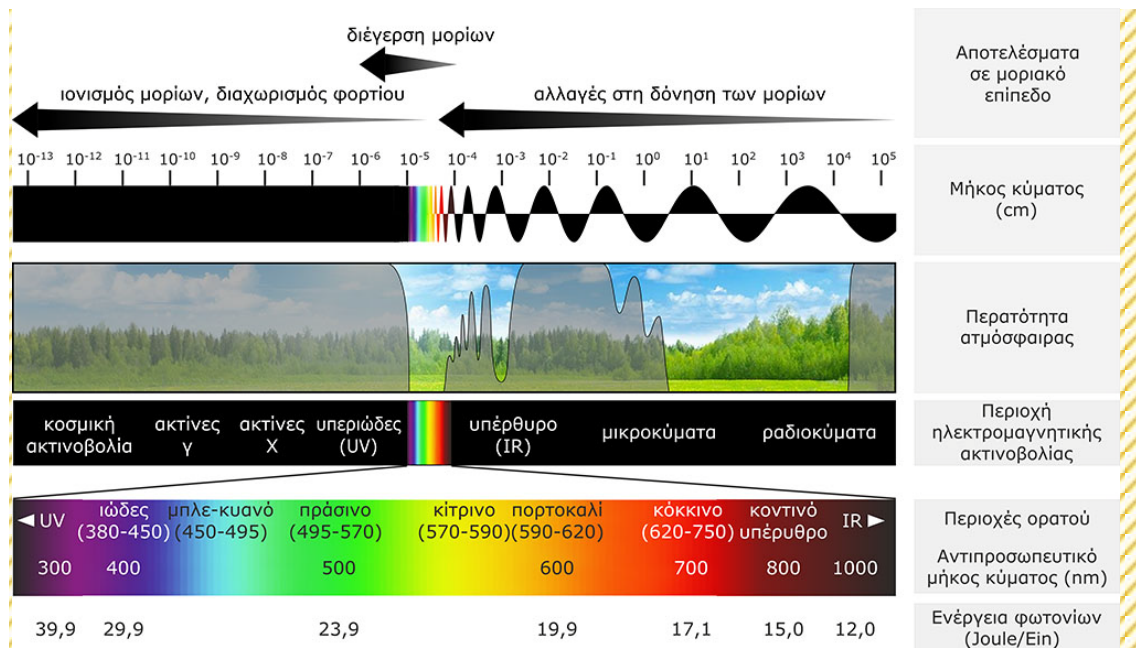 διέγερση μορίων
ιονισμός μορίων, διαχωρισμός φορτίου
αλλαγές στη δόνηση των μορίων
Αποτελέσματα
σε μοριακό
επίπεδο
10⁻¹³ 10⁻¹² 10⁻¹¹ 10⁻¹⁰ 10⁻⁹ 10⁻⁸ 10⁻⁷ 10⁻⁶ 10⁻⁵ 10⁻⁴ 10⁻³ 10⁻² 10⁻¹ 10⁰ 10¹ 10² 10³ 10⁴ 10⁵
Μήκος κύματος
(cm)
Περατότητα
ατμόσφαιρας
κοσμική
ακτινοβολία
ακτίνες
γ
ακτίνες
Χ
υπεριώδες
(UV)
υπέρθυρο
(IR)
μικροκύματα
ραδιοκύματα
Περιοχή
ηλεκτρομαγνητικής
ακτινοβολίας
◄ UV
ιώδες
(380-450)
μπλε-κυανό
(450-495)
πράσινο
(495-570)
κίτρινο
(570-590)
πορτοκαλί
(590-620)
κόκκινο
(620-750)
κοντινό
υπέρυθρο
IR ►
Περιοχές ορατού
300 400 500 600 700 800 1000
Αντιπροσωπευτικό
μήκος κύματος (nm)
39,9 29,9 23,9 19,9 17,1 15,0 12,0
Ενέργεια φωτονίων
(Joule/Ein)